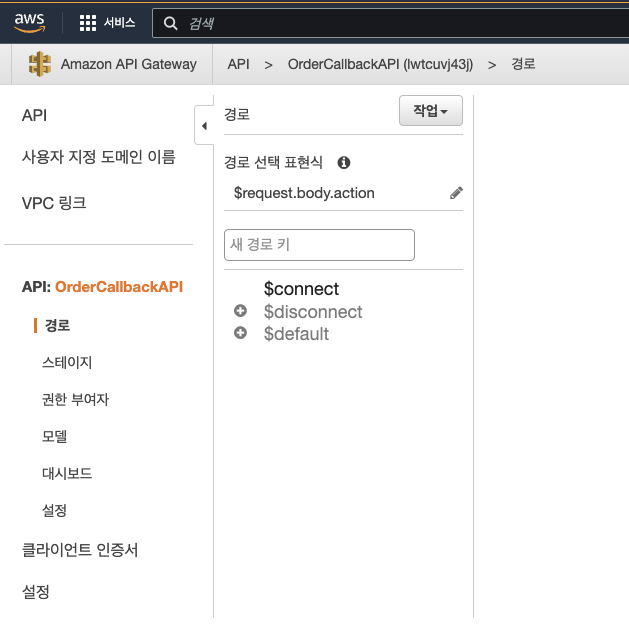 aws
서비스
검색
Amazon API Gateway
API > OrderCallbackAPI (lwtcuvj43j) > 경로
API
사용자 지정 도메인 이름
VPC 링크
API: OrderCallbackAPI
경로
스테이지
권한 부여자
모델
대시보드
설정
클라이언트 인증서
설정
경로
작업
경로 선택 표현식
$request.body.action
새 경로 키
$connect
$disconnect
$default